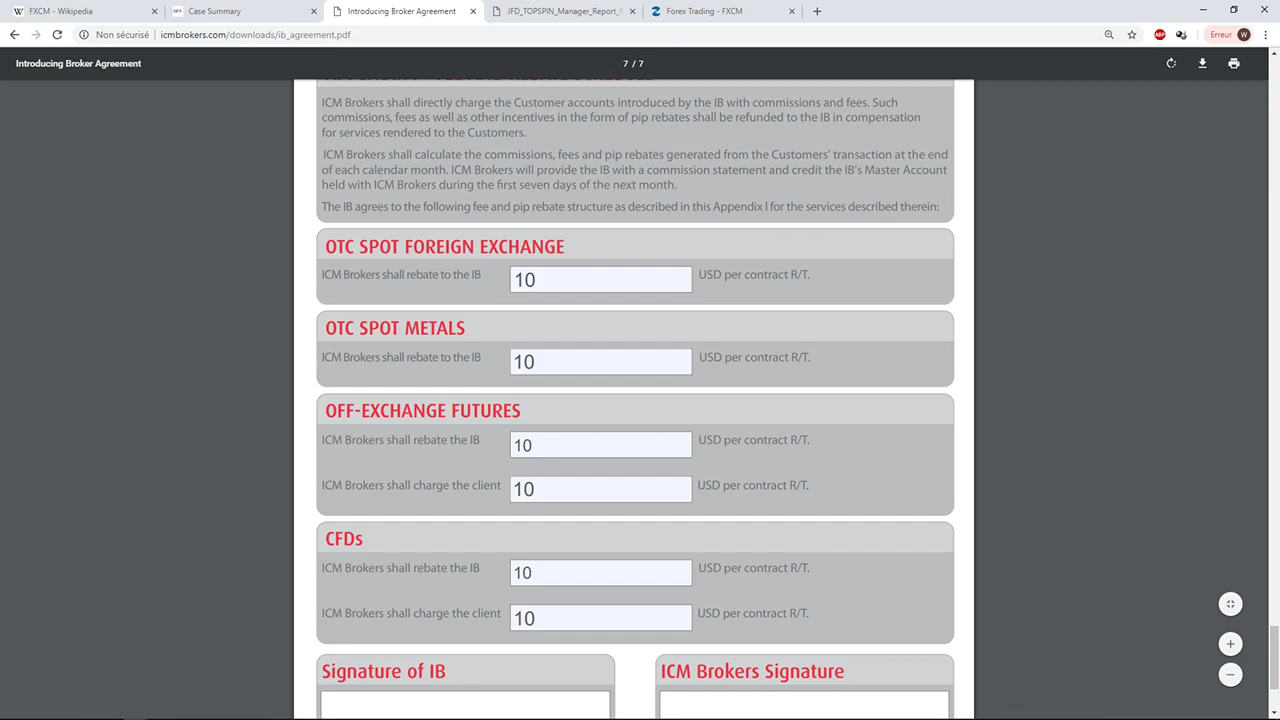 FXCM - Wikipedia
Case Summary
Introducing Broker Agreement
JFD_TOPSPIN_Manager_Report_
Forex Trading - FXCM
Non sécurisé
icmbrokers.com/downloads/ib_agreement.pdf
ABP
Erreur W
Introducing Broker Agreement
7 / 7
ICM Brokers shall directly charge the Customer accounts introduced by the IB with commissions and fees. Such
commissions, fees as well as other incentives in the form of pip rebates shall be refunded to the IB in compensation
for services rendered to the Customers.
ICM Brokers shall calculate the commissions, fees and pip rebates generated from the Customers' transaction at the end
of each calendar month. ICM Brokers will provide the IB with a commission statement and credit the IB's Master Account
held with ICM Brokers during the first seven days of the next month.
The IB agrees to the following fee and pip rebate structure as described in this Appendix I for the services described therein:
OTC SPOT FOREIGN EXCHANGE
ICM Brokers shall rebate to the IB 10 USD per contract R/T.
OTC SPOT METALS
ICM Brokers shall rebate to the IB 10 USD per contract R/T.
OFF-EXCHANGE FUTURES
ICM Brokers shall rebate the IB 10 USD per contract R/T.
ICM Brokers shall charge the client 10 USD per contract R/T.
CFDs
ICM Brokers shall rebate the IB 10 USD per contract R/T.
ICM Brokers shall charge the client 10 USD per contract R/T.
Signature of IB
ICM Brokers Signature